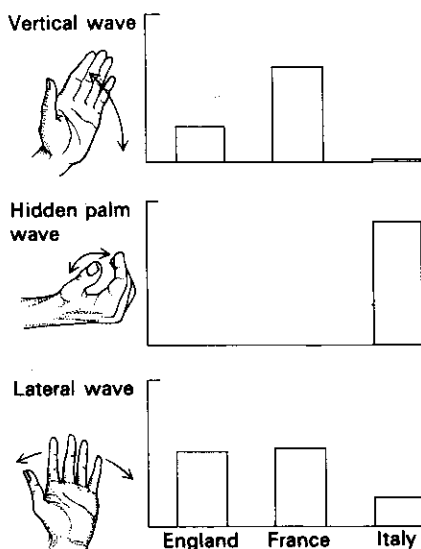 Vertical wave
Hidden palm
wave
Lateral wave
England France Italy